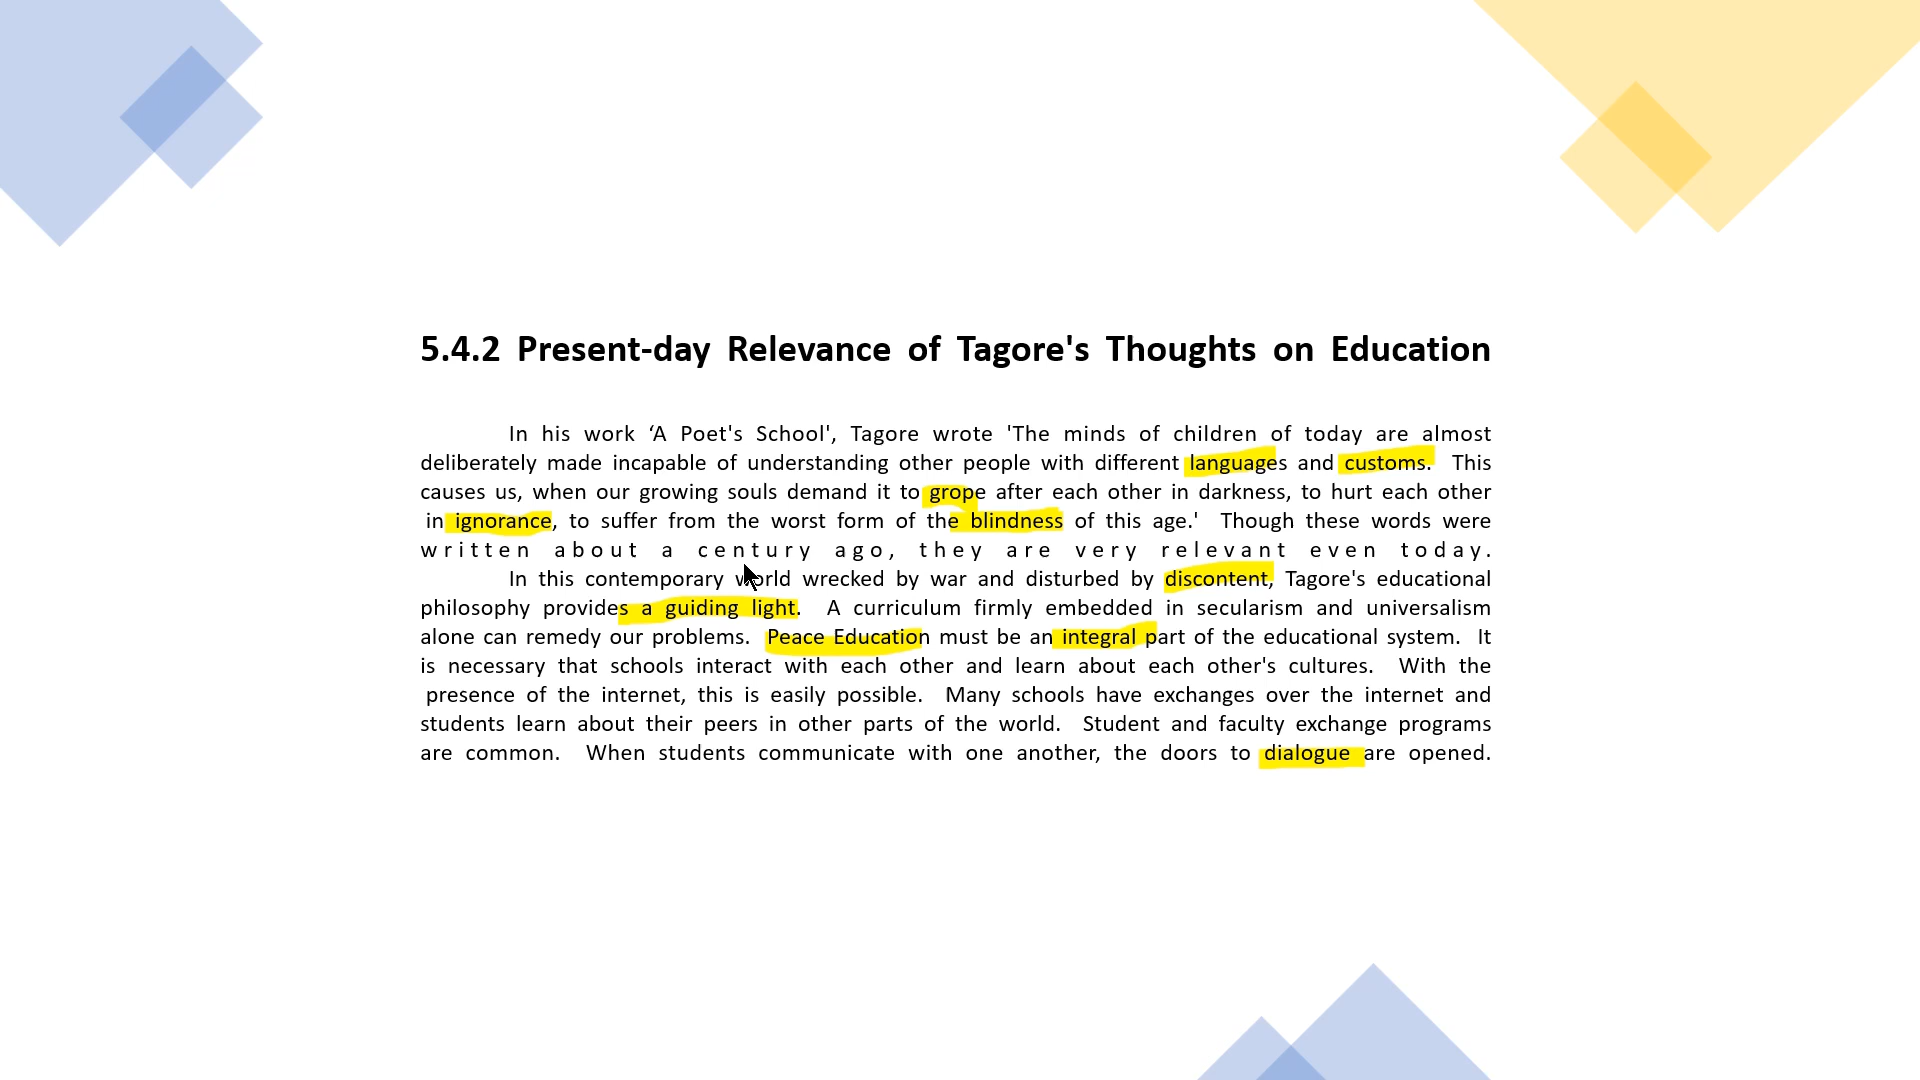 5.4.2 Present-day Relevance of Tagore's Thoughts on Education
In his work ‘A Poet's School', Tagore wrote 'The minds of children of today are almost
deliberately made incapable of understanding other people with different languages and customs. This
causes us, when our growing souls demand it to grope after each other in darkness, to hurt each other
in ignorance, to suffer from the worst form of the blindness of this age.' Though these words were
written about a century ago, they are very relevant even today.
In this contemporary world wrecked by war and disturbed by discontent, Tagore's educational
philosophy provides a guiding light. A curriculum firmly embedded in secularism and universalism
alone can remedy our problems. Peace Education must be an integral part of the educational system. It
is necessary that schools interact with each other and learn about each other's cultures. With the
presence of the internet, this is easily possible. Many schools have exchanges over the internet and
students learn about their peers in other parts of the world. Student and faculty exchange programs
are common. When students communicate with one another, the doors to dialogue are opened.